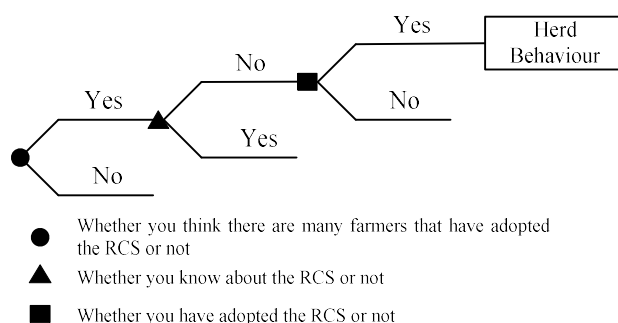 Yes
Herd
Behaviour
No
Yes
No
Yes
No
Whether you think there are many farmers that have adopted
the RCS or not
Whether you know about the RCS or not
Whether you have adopted the RCS or not